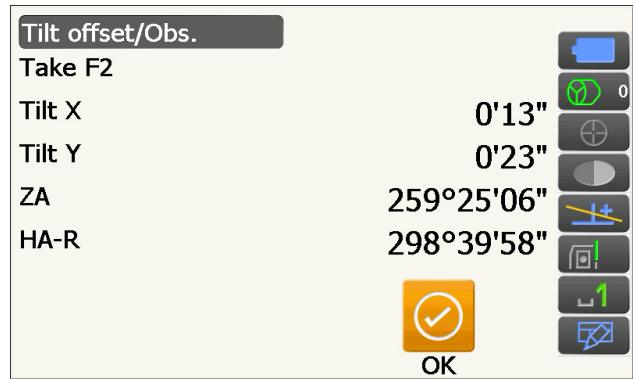 Tilt offset/Obs.
Take F2
Tilt X 0'13"
Tilt Y 0'23"
ZA 259°25'06"
HA-R 298°39'58"
0
1
OK